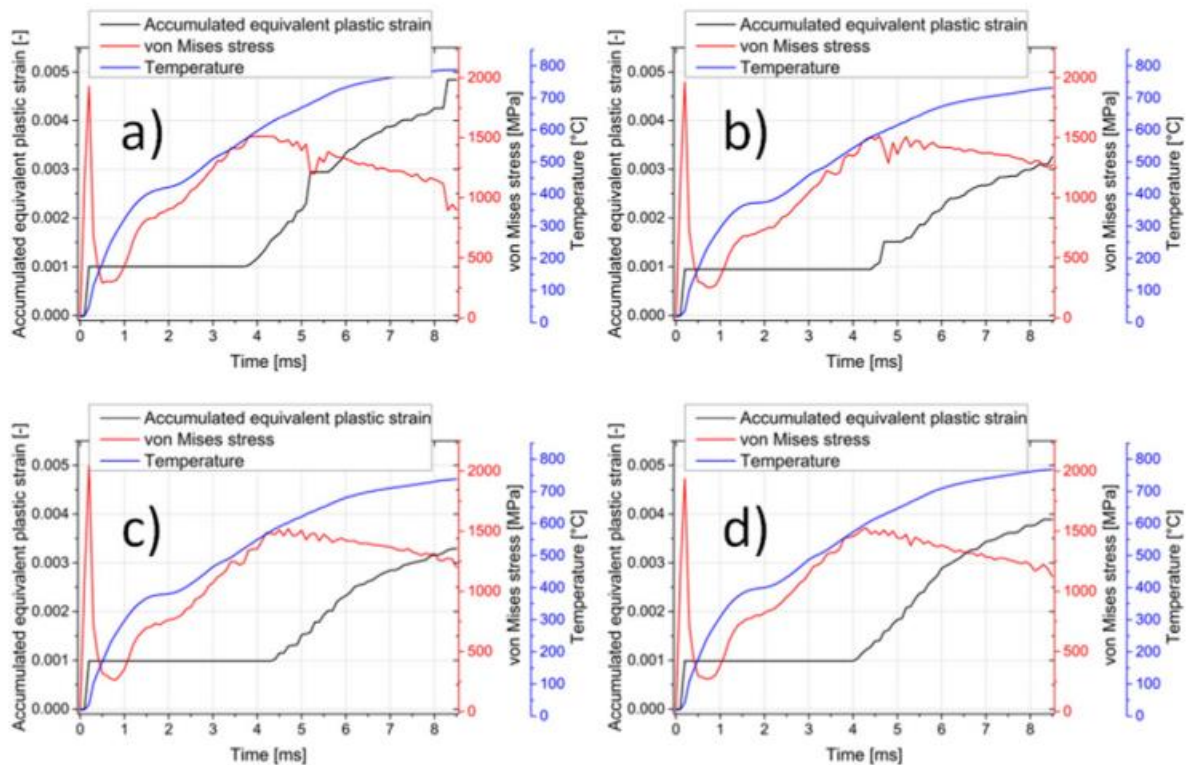 Accumulated equivalent plastic strain
von Mises stress
Temperature
a)
Accumulated equivalent plastic strain [-]
0.005
0.004
0.003
0.002
0.001
0.000
0 1 2 3 4 5 6 7 8
Time [ms]
2000
1500
1000
500
0
von Mises stress [MPa]
800
700
600
500
400
300
200
100
0
Temperature [°C]
Accumulated equivalent plastic strain
von Mises stress
Temperature
b)
Accumulated equivalent plastic strain [-]
0.005
0.004
0.003
0.002
0.001
0.000
0 1 2 3 4 5 6 7 8
Time [ms]
2000
1500
1000
500
0
von Mises stress [MPa]
800
700
600
500
400
300
200
100
0
Temperature [°C]
Accumulated equivalent plastic strain
von Mises stress
Temperature
c)
Accumulated equivalent plastic strain [-]
0.005
0.004
0.003
0.002
0.001
0.000
0 1 2 3 4 5 6 7 8
Time [ms]
2000
1500
1000
500
0
von Mises stress [MPa]
800
700
600
500
400
300
200
100
0
Temperature [°C]
Accumulated equivalent plastic strain
von Mises stress
Temperature
d)
Accumulated equivalent plastic strain [-]
0.005
0.004
0.003
0.002
0.001
0.000
0 1 2 3 4 5 6 7 8
Time [ms]
2000
1500
1000
500
0
von Mises stress [MPa]
800
700
600
500
400
300
200
100
0
Temperature [°C]